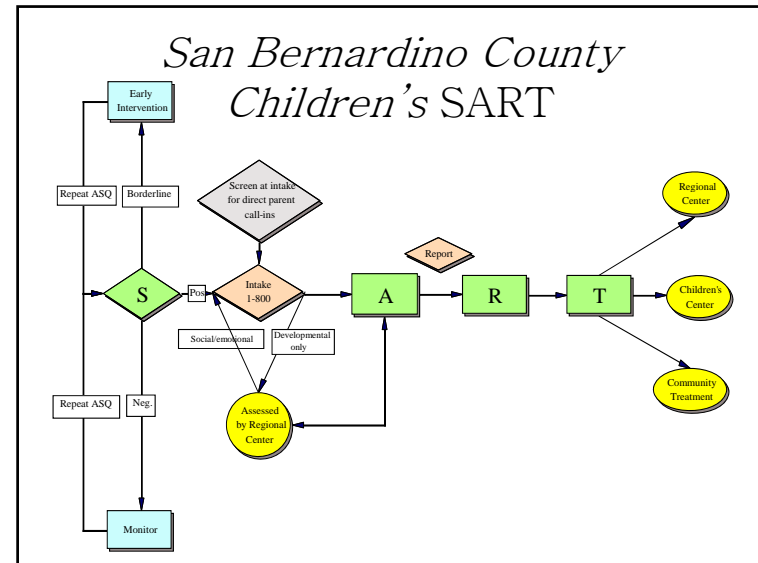 San Bernardino County
Children's SART
Early
Intervention
Repeat ASQ
Borderline
Screen at intake
for direct parent
call-ins
Regional
Center
Report
S
Pos
Intake
1-800
A
R
T
Children's
Center
Social/emotional
Developmental
only
Repeat ASQ
Neg.
Assessed
by Regional
Center
Community
Treatment
Monitor